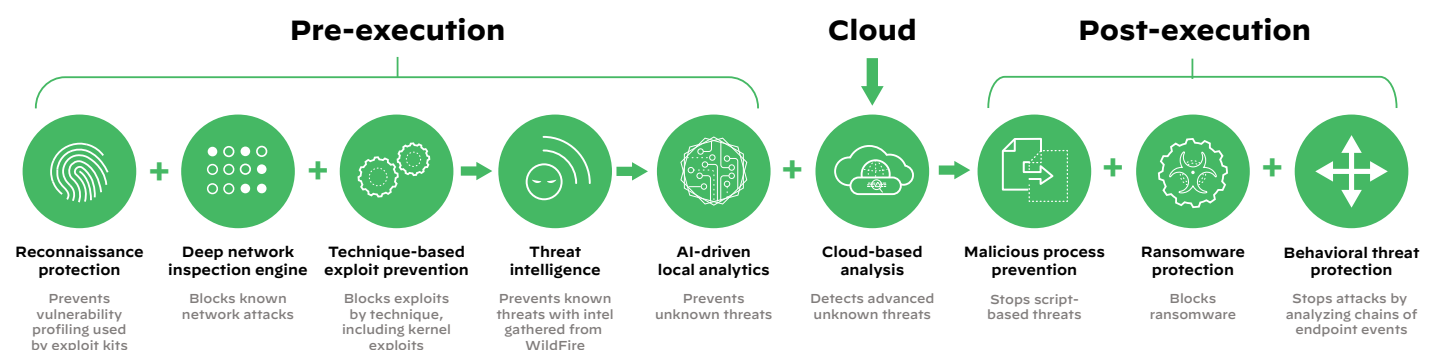 Pre-execution
Cloud
Post-execution
Reconnaissance
protection
Prevents
vulnerability
profiling used
by exploit kits
Deep network
inspection engine
Blocks known
network attacks
Technique-based
exploit prevention
Blocks exploits
by technique,
including kernel
exploits
Threat
intelligence
Prevents known
threats with intel
gathered from
WildFire
AI-driven
local analytics
Prevents
unknown threats
Cloud-based
analysis
Detects advanced
unknown threats
Malicious process
prevention
Stops script-
based threats
Ransomware
protection
Blocks
ransomware
Behavioral threat
protection
Stops attacks by
analyzing chains of
endpoint events